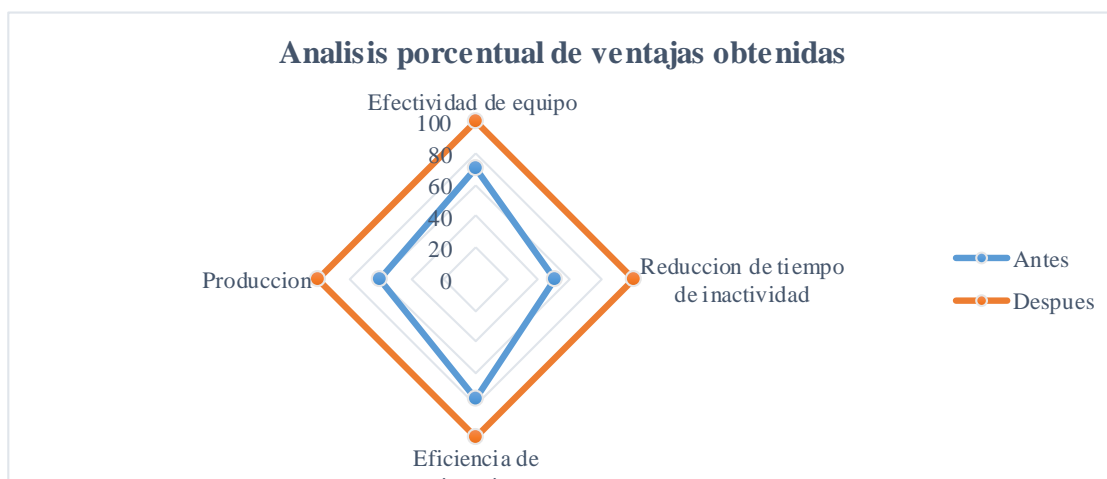 Analisis porcentual de ventajas obtenidas
Efectividad de equipo
100
80
60
40
20
0
Produccion
Reduccion de tiempo
de inactividad
Antes
Despues
Eficiencia de